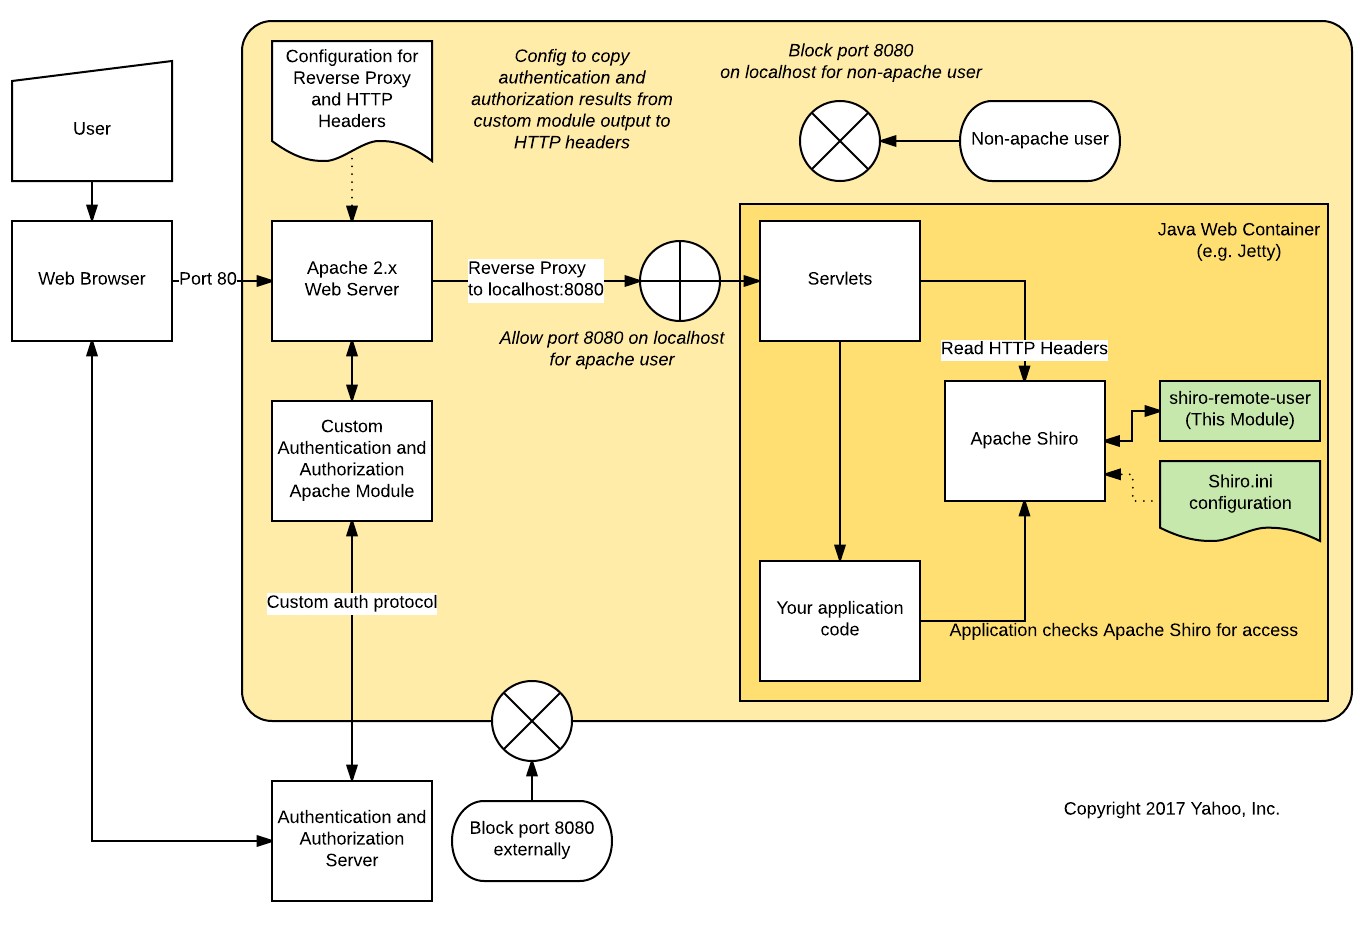 Configuration for
Reverse Proxy
and HTTP
Headers
Config to copy
authentication and
authorization results from
custom module output to
HTTP headers
Block port 8080
on localhost for non-apache user
User
Non-apache user
Web Browser
Port 80
Apache 2.x
Web Server
Reverse Proxy
to localhost:8080
Allow port 8080 on localhost
for apache user
Servlets
Java Web Container
(e.g. Jetty)
Read HTTP Headers
Custom
Authentication and
Authorization
Apache Module
Apache Shiro
shiro-remote-user
(This Module)
Shiro.ini
configuration
Custom auth protocol
Your application
code
Application checks Apache Shiro for access
Authentication and
Authorization
Server
Block port 8080
externally
Copyright 2017 Yahoo, Inc.